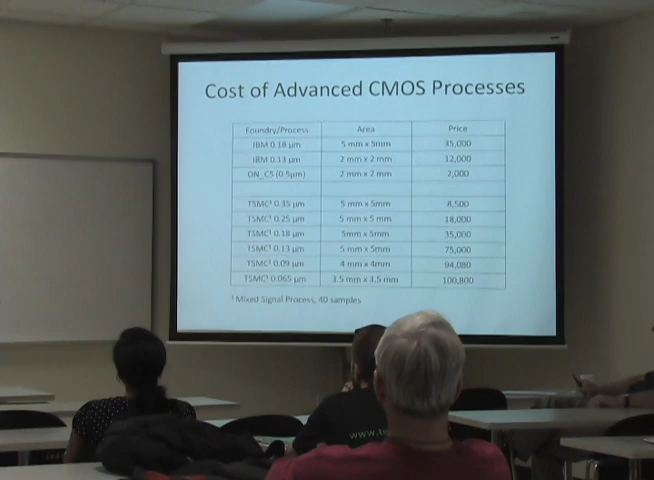 Cost of Advanced CMOS Processes
Foundry/Process Area Price
IBM 0.18 µm 5 mm x 5mm 35,000
IBM 0.13 µm 2 mm x 2 mm 12,000
ON_C5 (0.5µm) 2 mm x 2 mm 2,000
TSMC¹ 0.35 µm 5 mm x 5mm 8,500
TSMC¹ 0.25 µm 5 mm x 5 mm 18,000
TSMC¹ 0.18 µm 5mm x 5mm 35,000
TSMC¹ 0.13 µm 5 mm x 5mm 75,000
TSMC¹ 0.09 µm 4 mm x 4mm 94,080
TSMC¹ 0.065 µm 3.5 mm x 3.5 mm 100,800
¹ Mixed Signal Process, 40 samples